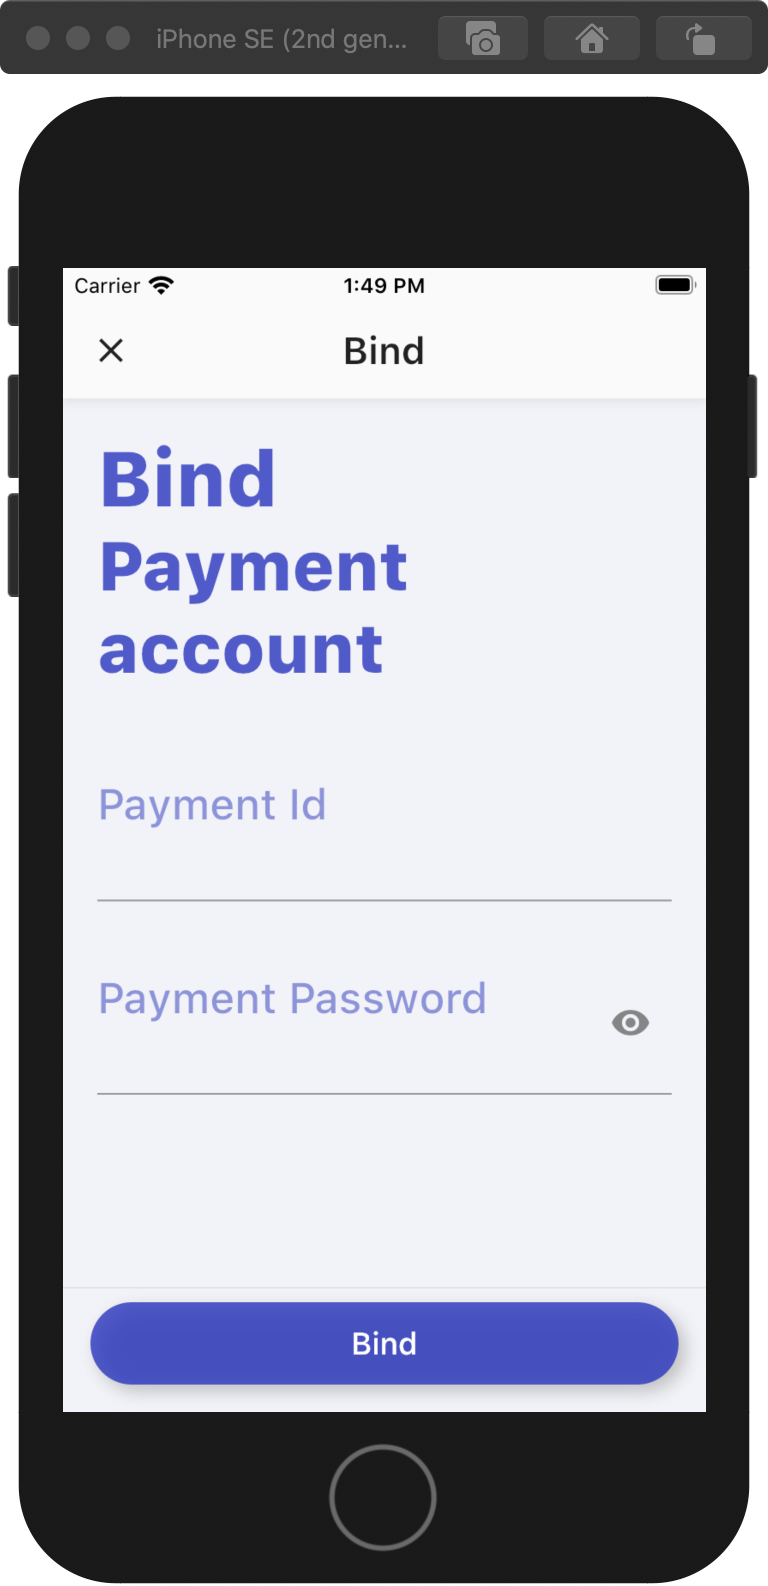 iPhone SE (2nd gen...
Carrier 1:49 PM
Bind
Bind
Payment
account
Payment Id
Payment Password
Bind